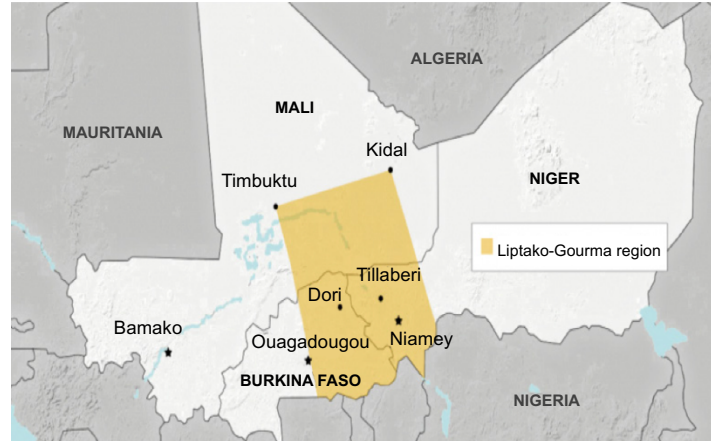 ALGERIA
MALI
MAURITANIA
Kidal
Timbuktu
NIGER
Liptako-Gourma region
Tillaberi
Dori
Bamako
Ouagadougou
Niamey
BURKINA FASO
NIGERIA